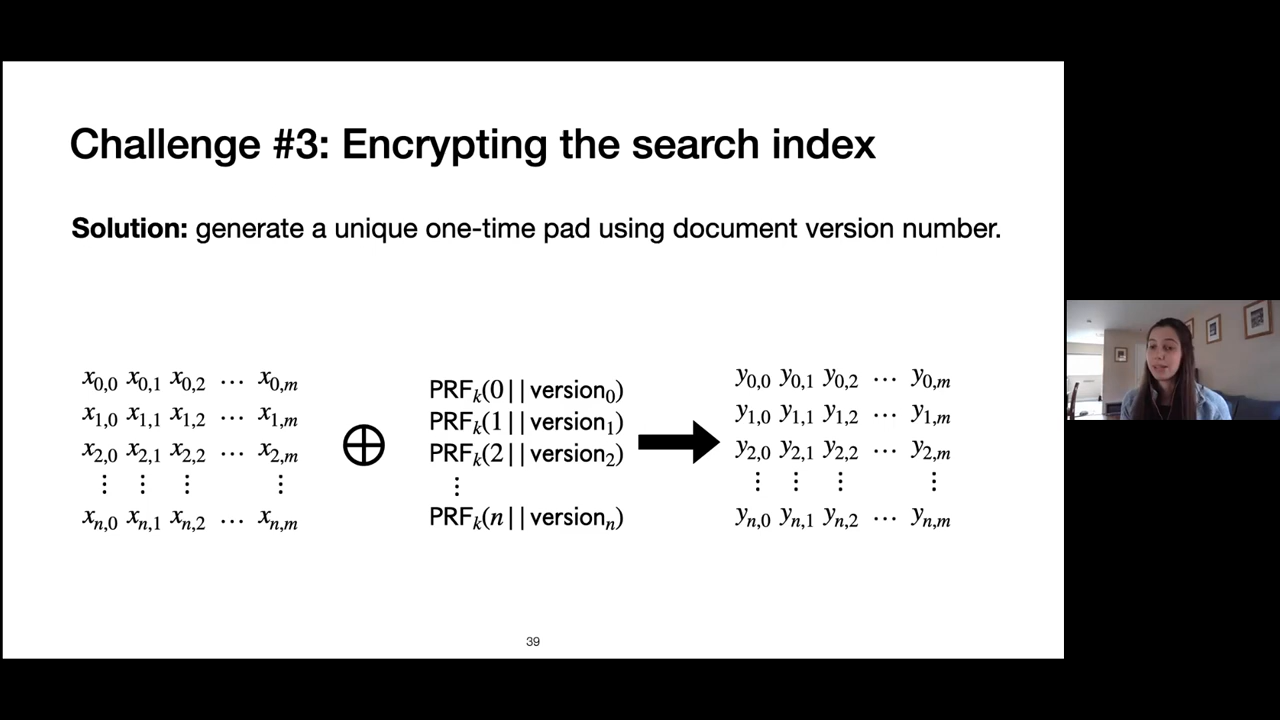 Challenge #3: Encrypting the search index
Solution: generate a unique one-time pad using document version number.
x0,0 x0,1 x0,2 ⋯ x0,m
x1,0 x1,1 x1,2 ⋯ x1,m
x2,0 x2,1 x2,2 ⋯ x2,m
⋮ ⋮ ⋮ ⋮
xn,0 xn,1 xn,2 ⋯ xn,m
⊕
PRFk(0||version0)
PRFk(1||version1)
PRFk(2||version2)
⋮
PRFk(n||versionn)
y0,0 y0,1 y0,2 ⋯ y0,m
y1,0 y1,1 y1,2 ⋯ y1,m
y2,0 y2,1 y2,2 ⋯ y2,m
⋮ ⋮ ⋮ ⋮
yn,0 yn,1 yn,2 ⋯ yn,m
39